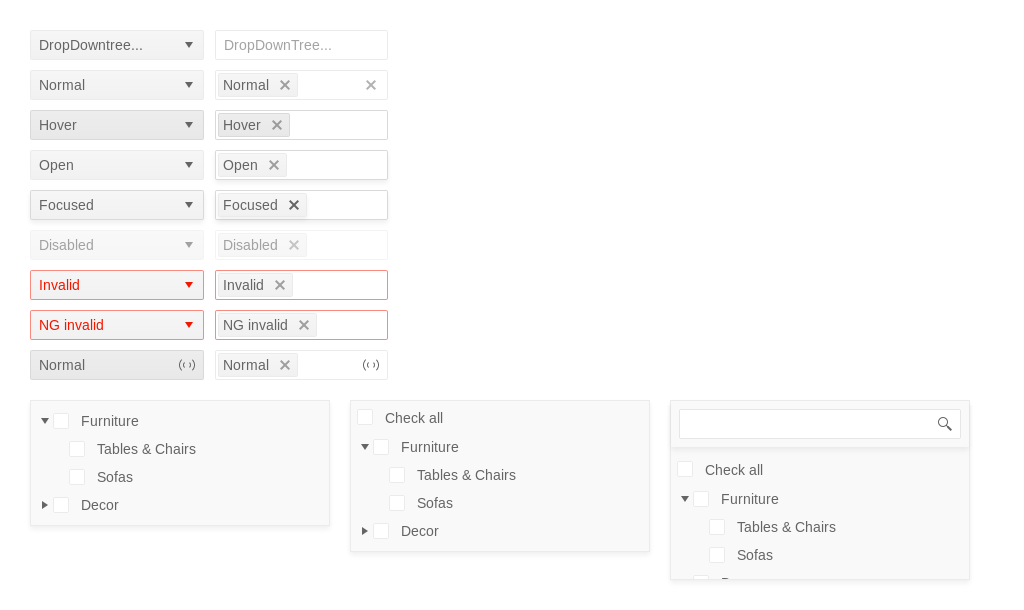 DropDowntree... DropDownTree...
Normal Normal
Hover Hover
Open Open
Focused Focused
Disabled Disabled
Invalid Invalid
NG invalid NG invalid
Normal Normal
Furniture
Tables & Chairs
Sofas
Decor
Check all
Furniture
Tables & Chairs
Sofas
Decor
Check all
Furniture
Tables & Chairs
Sofas